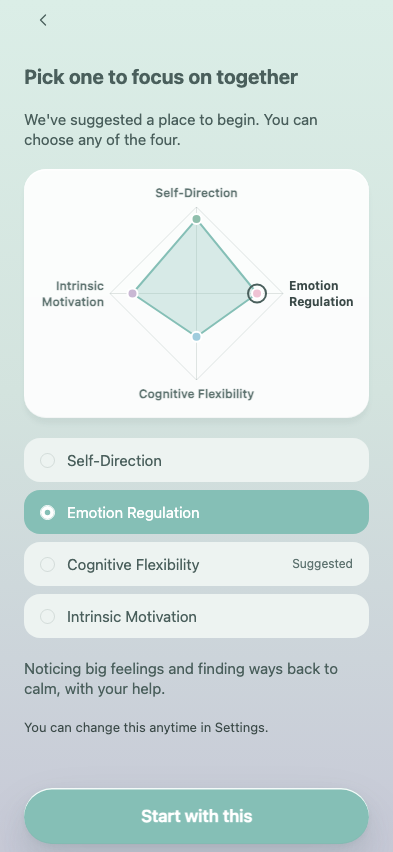 Pick one to focus on together
We've suggested a place to begin. You can
choose any of the four.
Self-Direction
Intrinsic
Motivation
Emotion
Regulation
Cognitive Flexibility
Self-Direction
Emotion Regulation
Cognitive Flexibility Suggested
Intrinsic Motivation
Noticing big feelings and finding ways back to
calm, with your help.
You can change this anytime in Settings.
Start with this